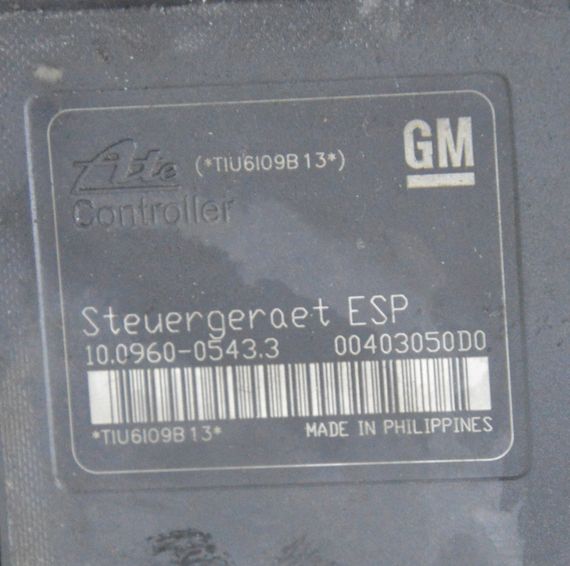 Ate (*TIU6I09B13*) GM
Controller
Steuergeraet ESP
10.0960-0543.3 00403050D0
*TIU6I09B13* MADE IN PHILIPPINES